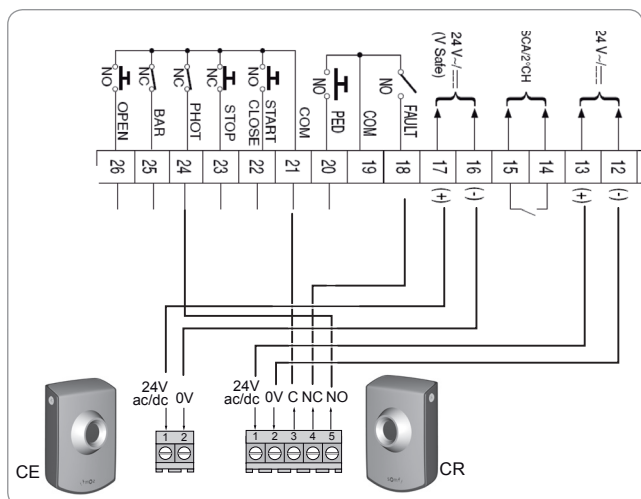 24 V~/⎓
(V Safe)
SCA/2°CH
24 V~/⎓
NO
NC
NC
NC
NO
NO
NO
OPEN
BAR
PHOT
STOP
START
CLOSE
COM
PED
COM
FAULT
26 25 24 23 22 21 20 19 18 17 16 15 14 13 12
(+) (-) (+) (-)
24V
ac/dc 0V
24V
ac/dc 0V C NC NO
1 2
1 2 3 4 5
CE
CR